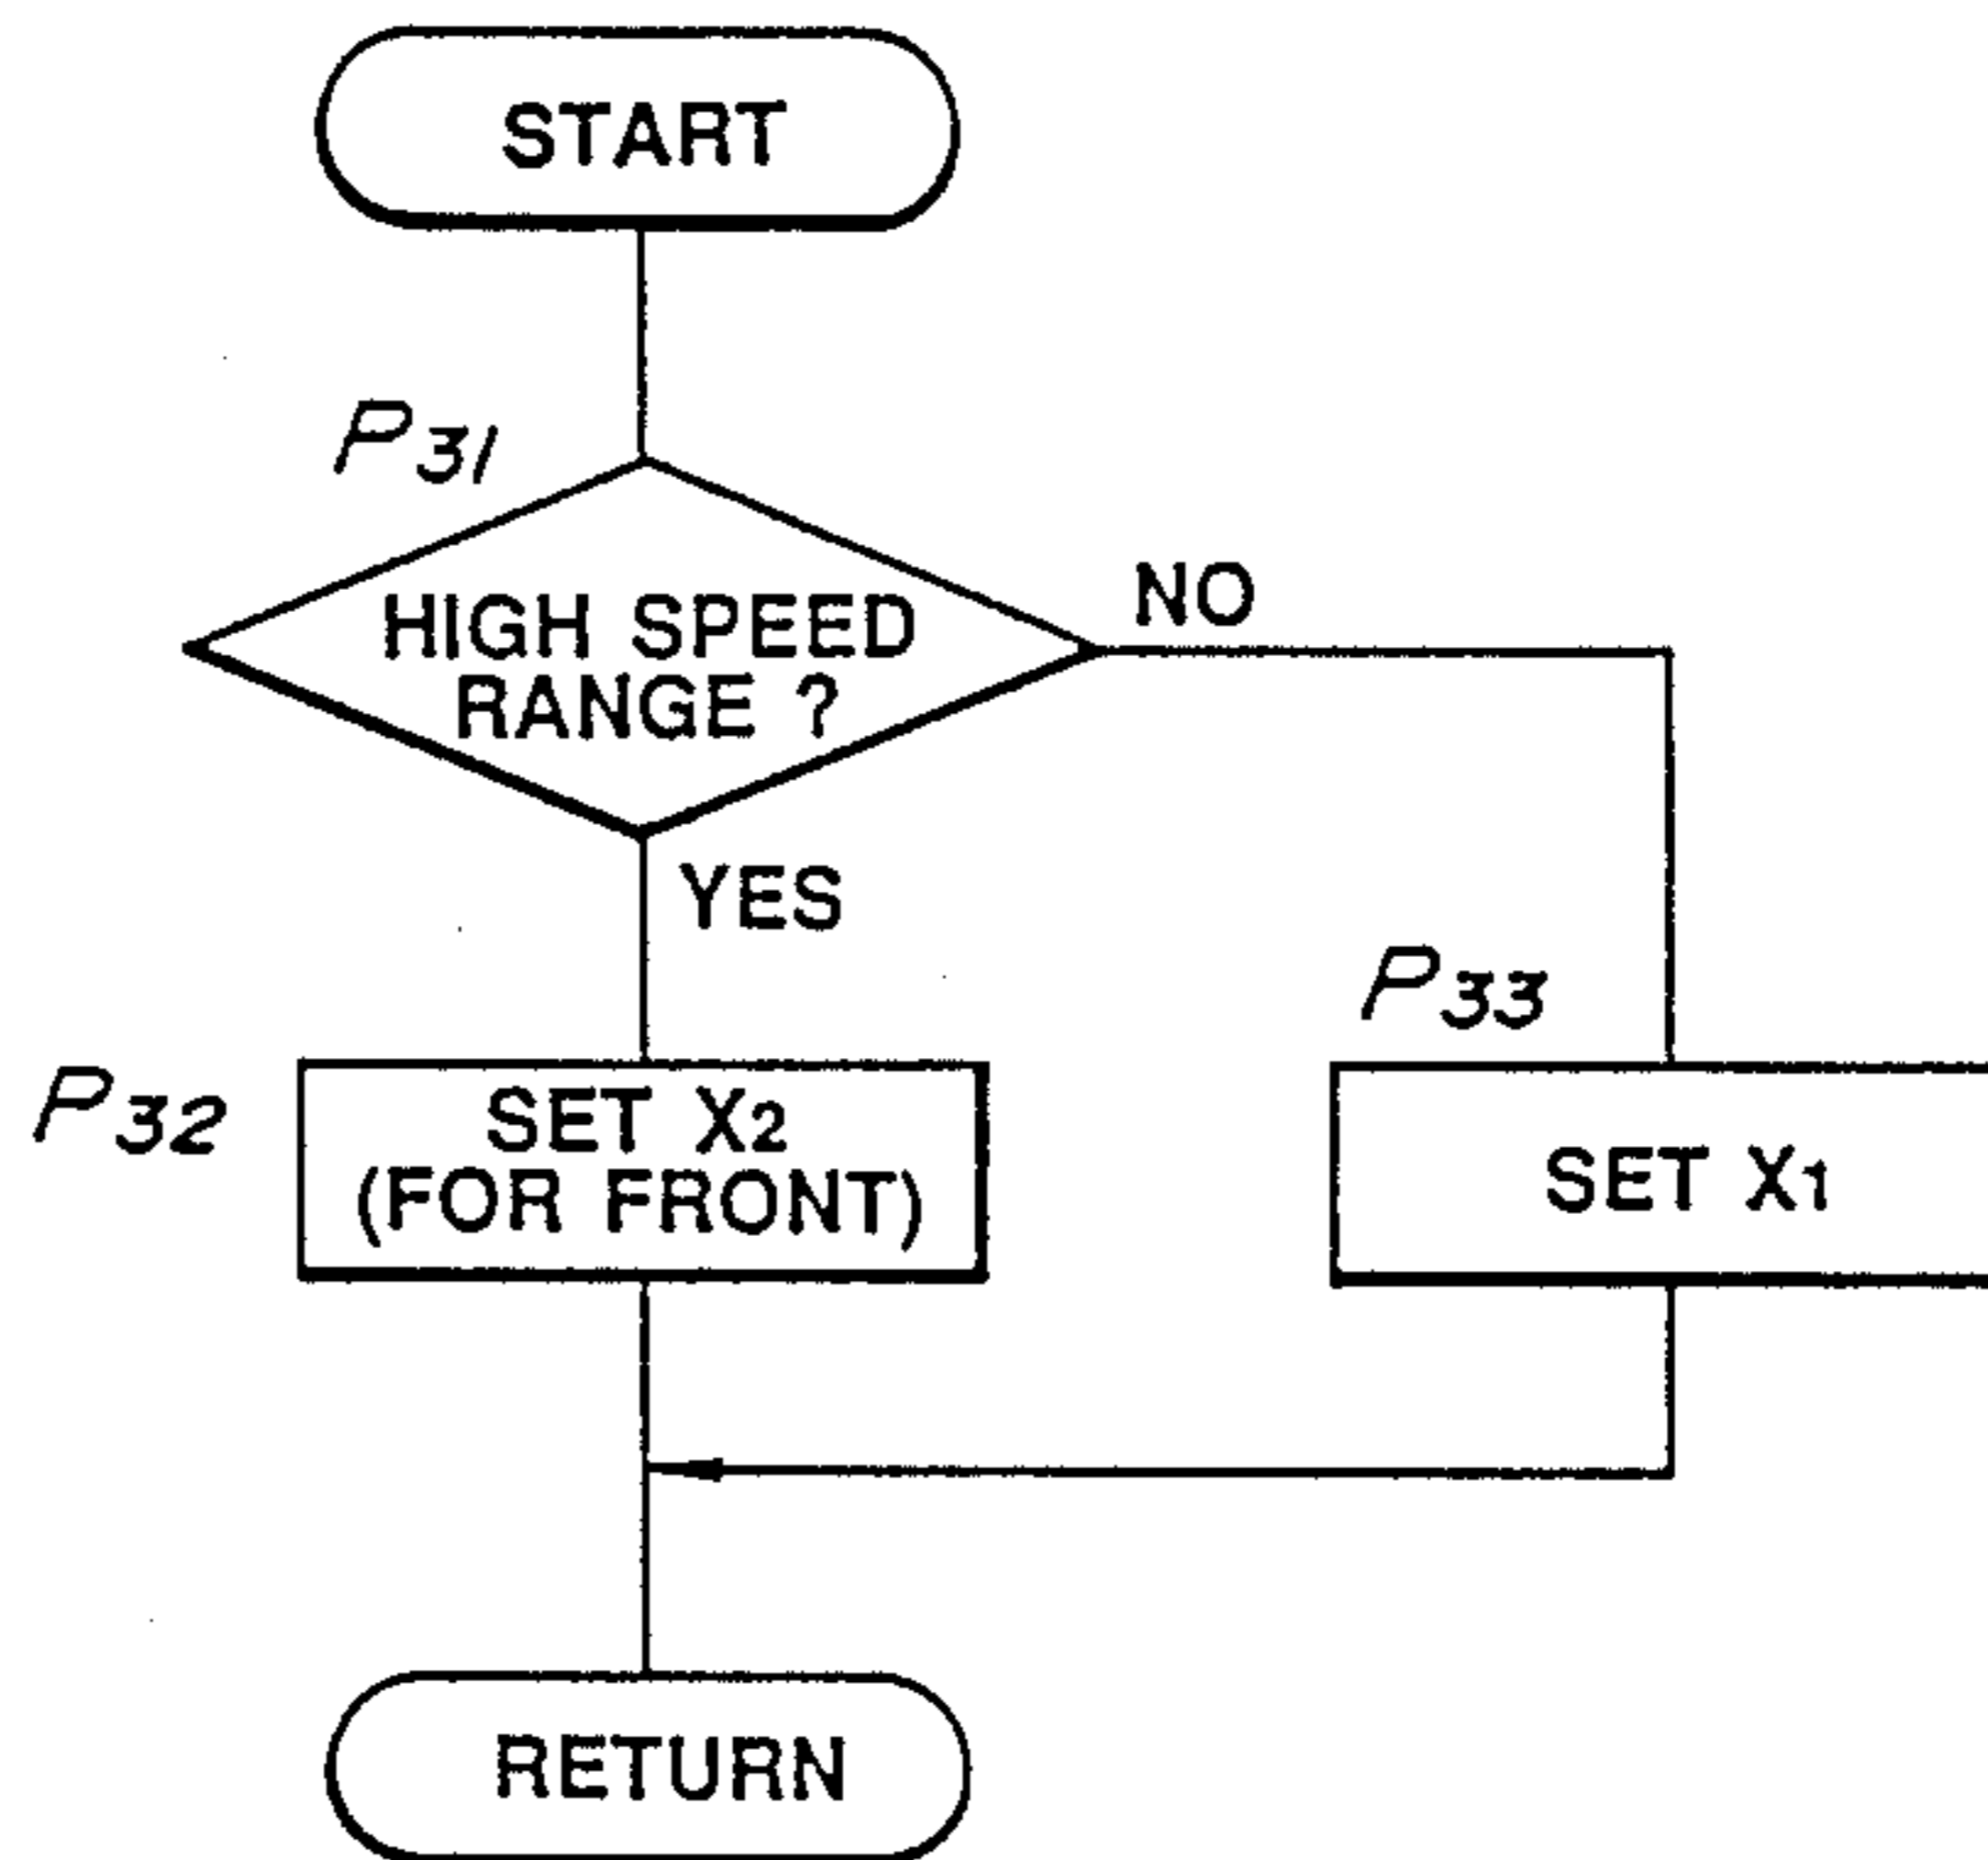 START
P31
HIGH SPEED
RANGE ?
NO
YES
P32
SET X2
(FOR FRONT)
P33
SET X1
RETURN